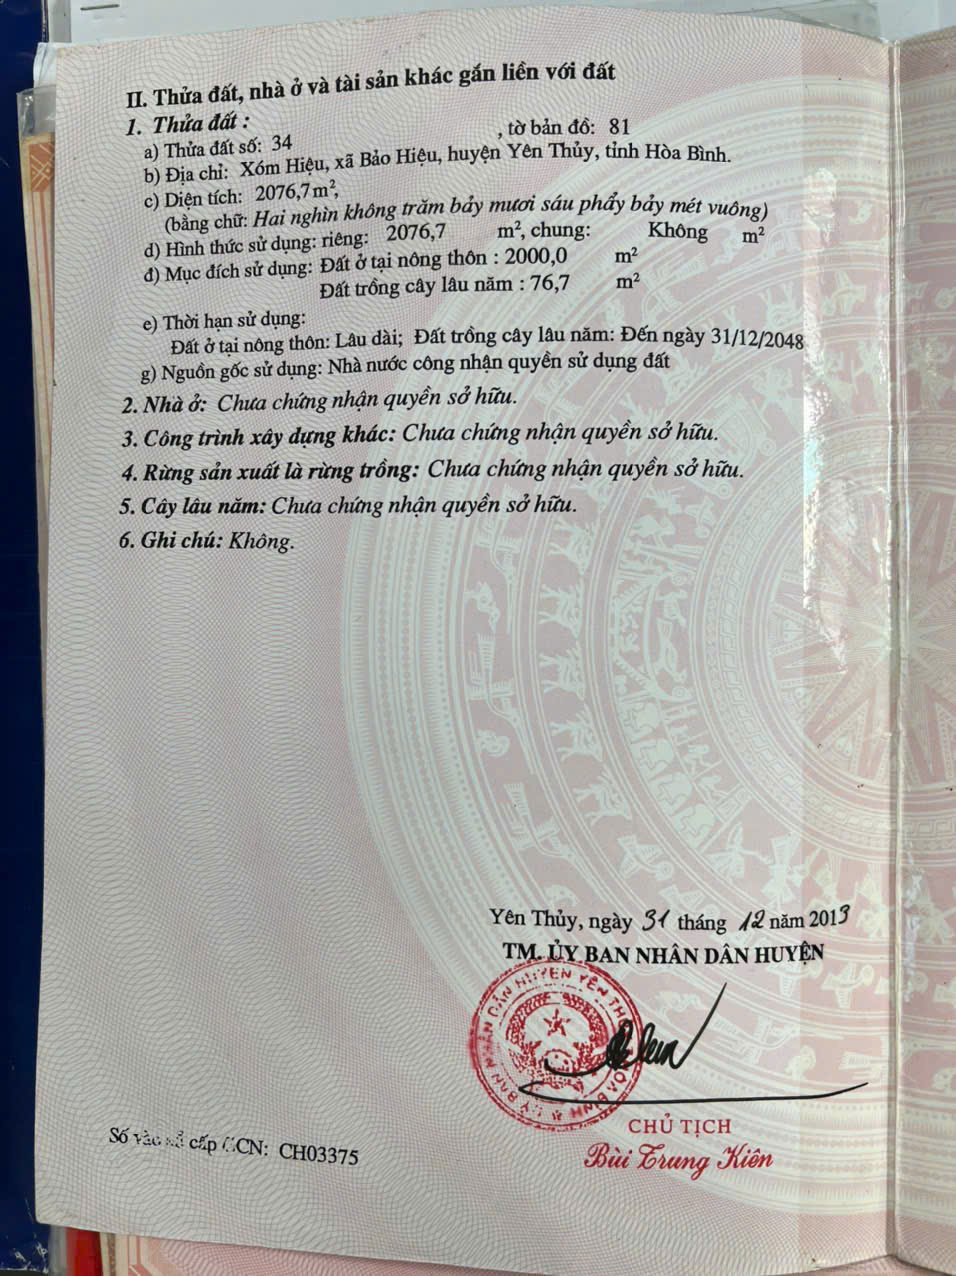 II. Thửa đất, nhà ở và tài sản khác gắn liền với đất
1. Thửa đất :
a) Thửa đất số: 34 , tờ bản đồ: 81
b) Địa chỉ: Xóm Hiệu, xã Bảo Hiệu, huyện Yên Thủy, tỉnh Hòa Bình.
c) Diện tích: 2076,7 m²,
(bằng chữ: Hai nghìn không trăm bảy mươi sáu phẩy bảy mét vuông)
d) Hình thức sử dụng: riêng: 2076,7 m², chung: Không m²
đ) Mục đích sử dụng: Đất ở tại nông thôn : 2000,0 m²
Đất trồng cây lâu năm : 76,7 m²
e) Thời hạn sử dụng:
Đất ở tại nông thôn: Lâu dài; Đất trồng cây lâu năm: Đến ngày 31/12/2048
g) Nguồn gốc sử dụng: Nhà nước công nhận quyền sử dụng đất
2. Nhà ở: Chưa chứng nhận quyền sở hữu.
3. Công trình xây dựng khác: Chưa chứng nhận quyền sở hữu.
4. Rừng sản xuất là rừng trồng: Chưa chứng nhận quyền sở hữu.
5. Cây lâu năm: Chưa chứng nhận quyền sở hữu.
6. Ghi chú: Không.
Yên Thủy, ngày 31 tháng 12 năm 2013
TM. ỦY BAN NHÂN DÂN HUYỆN
CHỦ TỊCH
Bùi Trung Kiên
Số vào sổ cấp GCN: CH03375